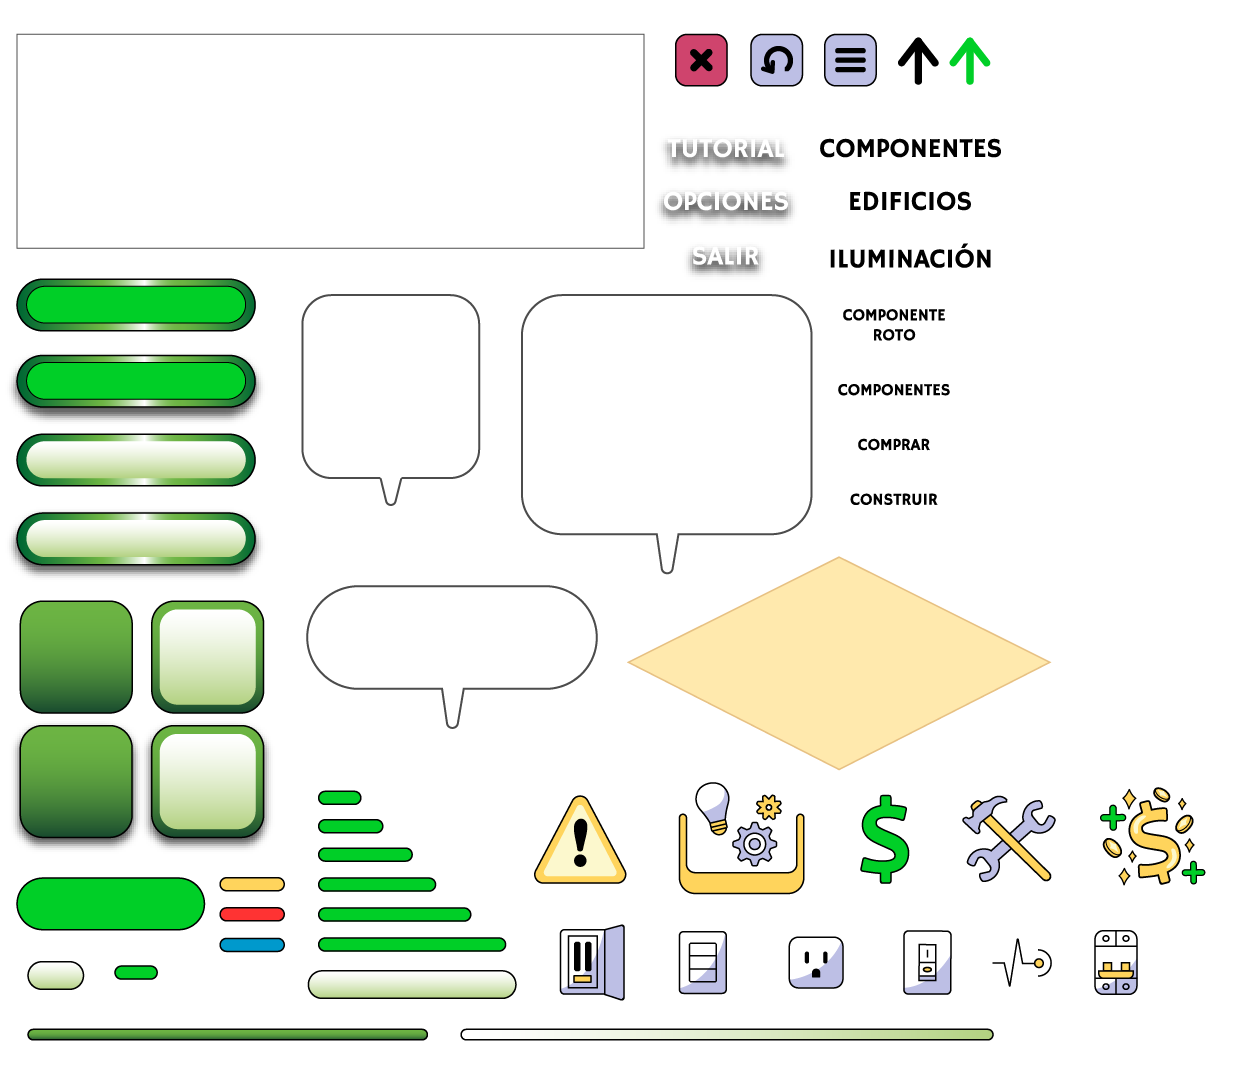 TUTORIAL
COMPONENTES
OPCIONES
EDIFICIOS
SALIR
ILUMINACIÓN
COMPONENTE
ROTO
COMPONENTES
COMPRAR
CONSTRUIR